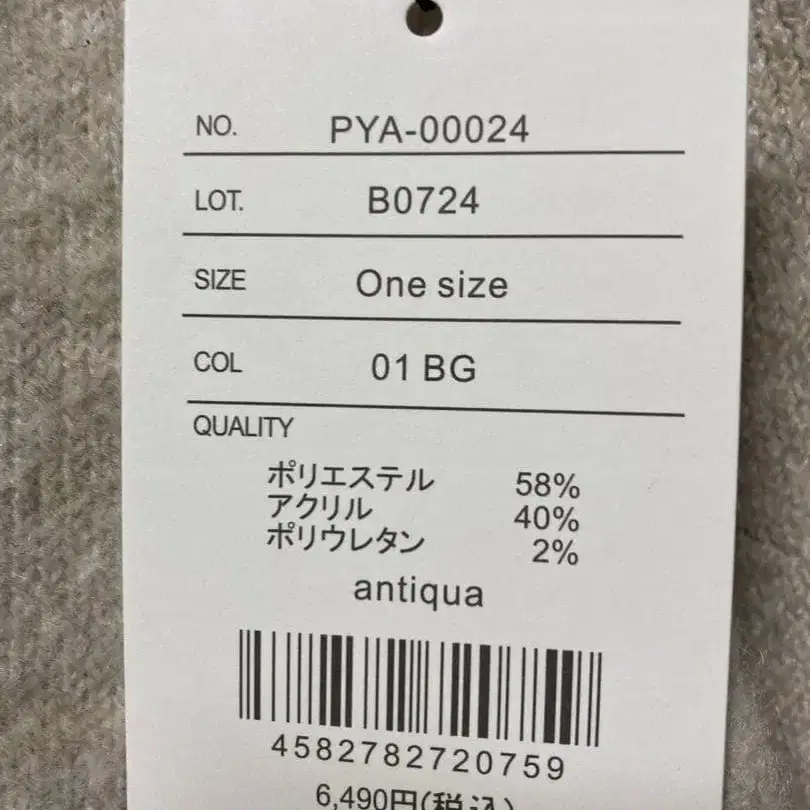 NO. PYA-00024
LOT. B0724
SIZE One size
COL 01 BG
QUALITY
ポリエステル 58%
アクリル 40%
ポリウレタン 2%
antiqua
4582782720759
6,490円(税込)